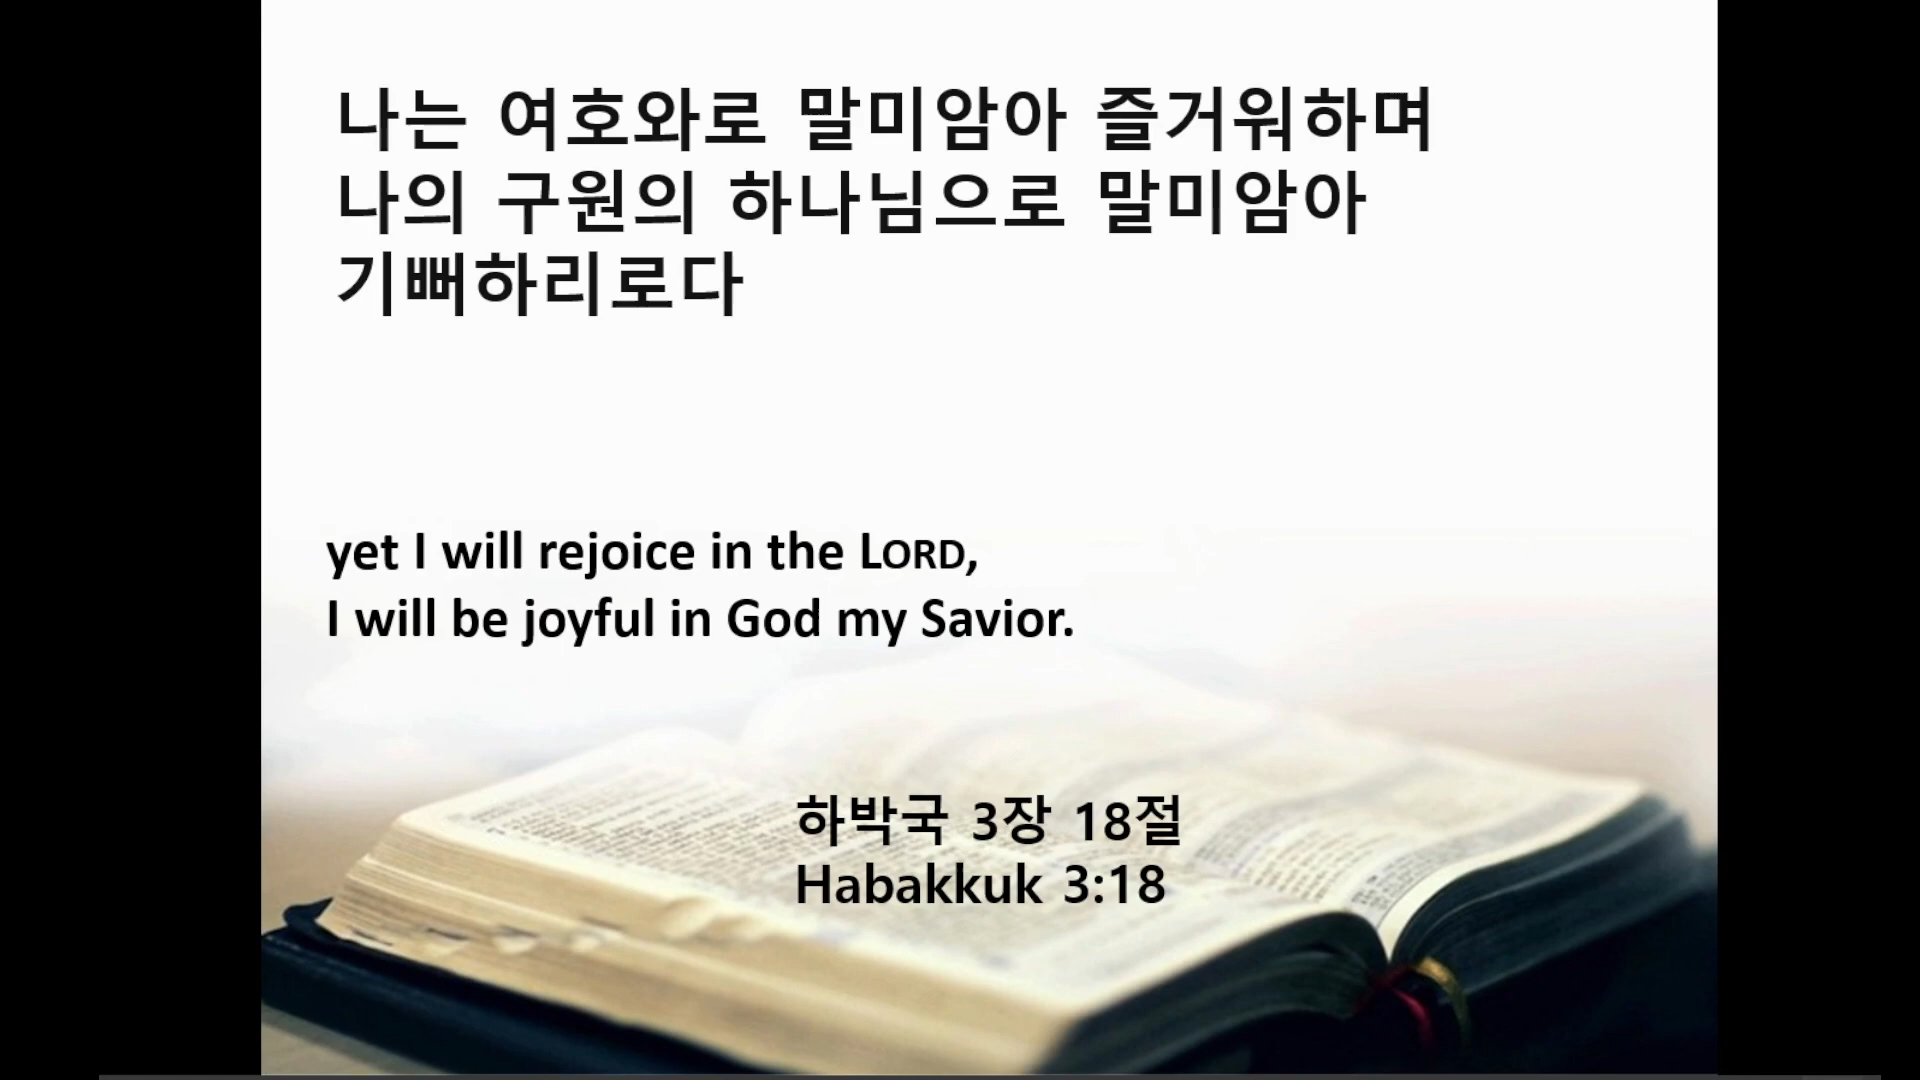 나는 여호와로 말미암아 즐거워하며
나의 구원의 하나님으로 말미암아
기뻐하리로다
yet I will rejoice in the LORD,
I will be joyful in God my Savior.
하박국 3장 18절
Habakkuk 3:18